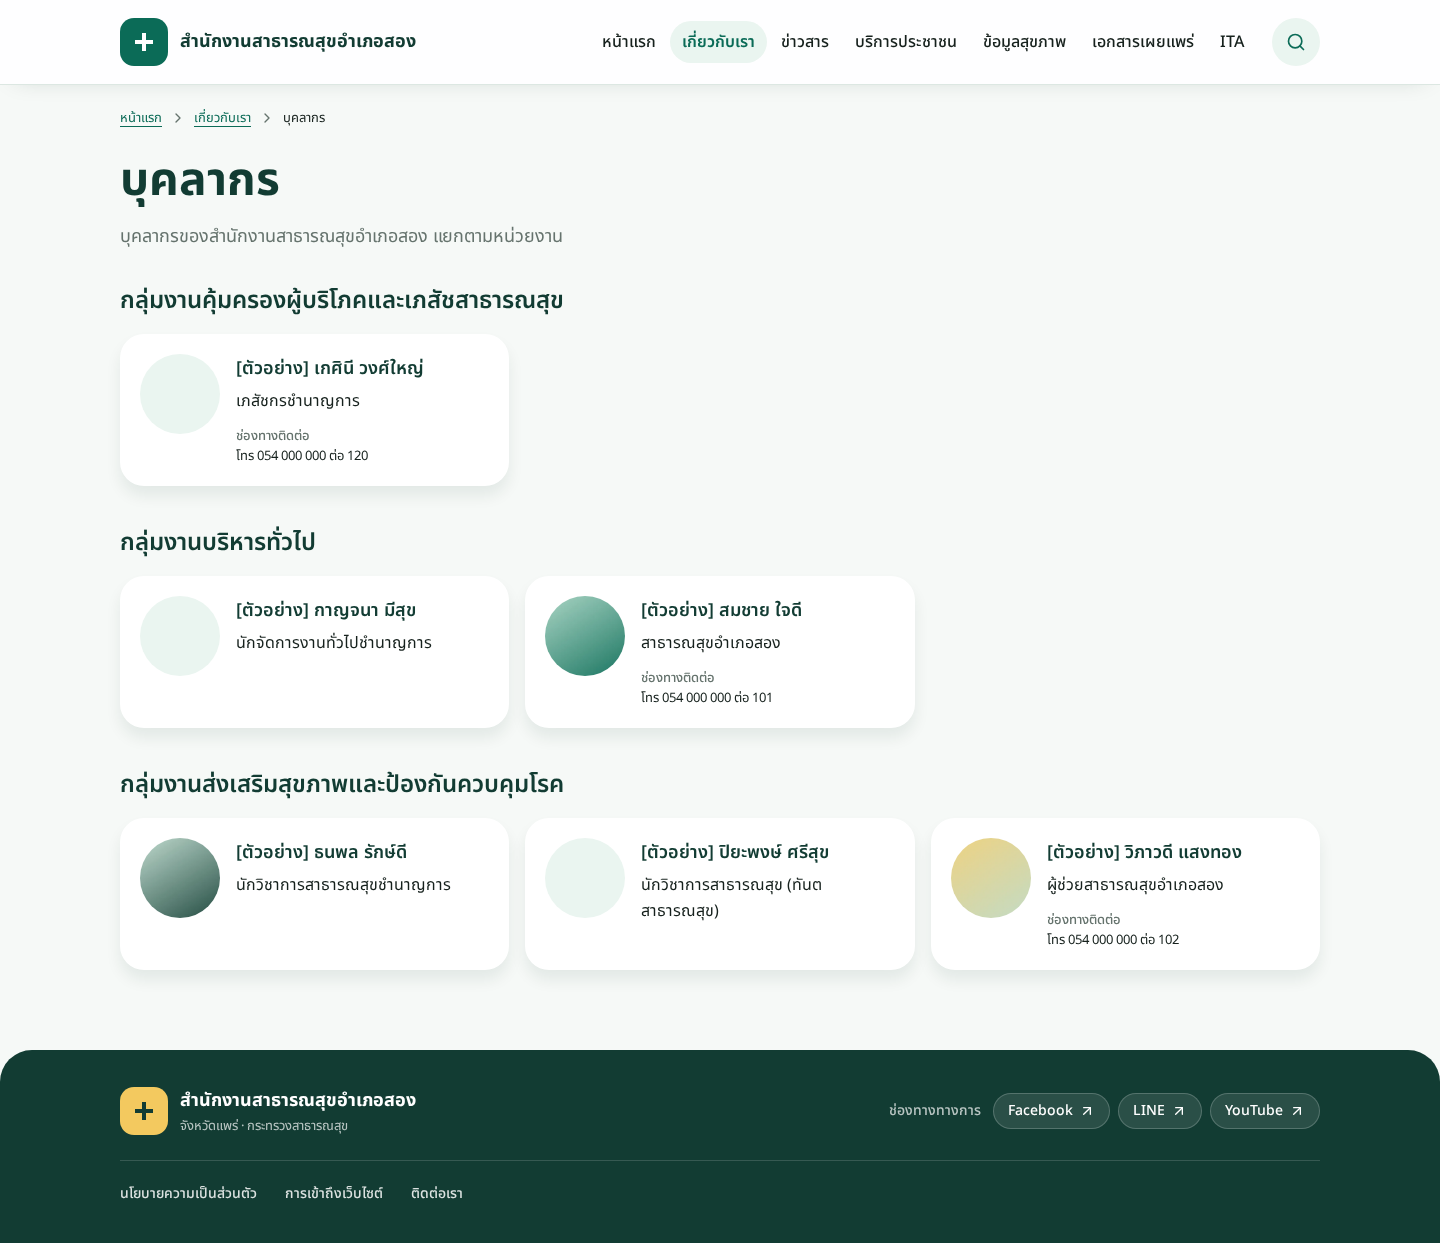 สำนักงานสาธารณสุขอำเภอสอง
หน้าแรก
เกี่ยวกับเรา
ข่าวสาร
บริการประชาชน
ข้อมูลสุขภาพ
เอกสารเผยแพร่
ITA
หน้าแรก > เกี่ยวกับเรา > บุคลากร
บุคลากร
บุคลากรของสำนักงานสาธารณสุขอำเภอสอง แยกตามหน่วยงาน
กลุ่มงานคุ้มครองผู้บริโภคและเภสัชสาธารณสุข
[ตัวอย่าง] เกศินี วงศ์ใหญ่
เภสัชกรชำนาญการ
ช่องทางติดต่อ
โทร 054 000 000 ต่อ 120
กลุ่มงานบริหารทั่วไป
[ตัวอย่าง] กาญจนา มีสุข
นักจัดการงานทั่วไปชำนาญการ
[ตัวอย่าง] สมชาย ใจดี
สาธารณสุขอำเภอสอง
ช่องทางติดต่อ
โทร 054 000 000 ต่อ 101
กลุ่มงานส่งเสริมสุขภาพและป้องกันควบคุมโรค
[ตัวอย่าง] ธนพล รักษ์ดี
นักวิชาการสาธารณสุขชำนาญการ
[ตัวอย่าง] ปิยะพงษ์ ศรีสุข
นักวิชาการสาธารณสุข (ทันต
สาธารณสุข)
[ตัวอย่าง] วิภาวดี แสงทอง
ผู้ช่วยสาธารณสุขอำเภอสอง
ช่องทางติดต่อ
โทร 054 000 000 ต่อ 102
สำนักงานสาธารณสุขอำเภอสอง
จังหวัดแพร่ · กระทรวงสาธารณสุข
ช่องทางทางการ
Facebook
LINE
YouTube
นโยบายความเป็นส่วนตัว
การเข้าถึงเว็บไซต์
ติดต่อเรา